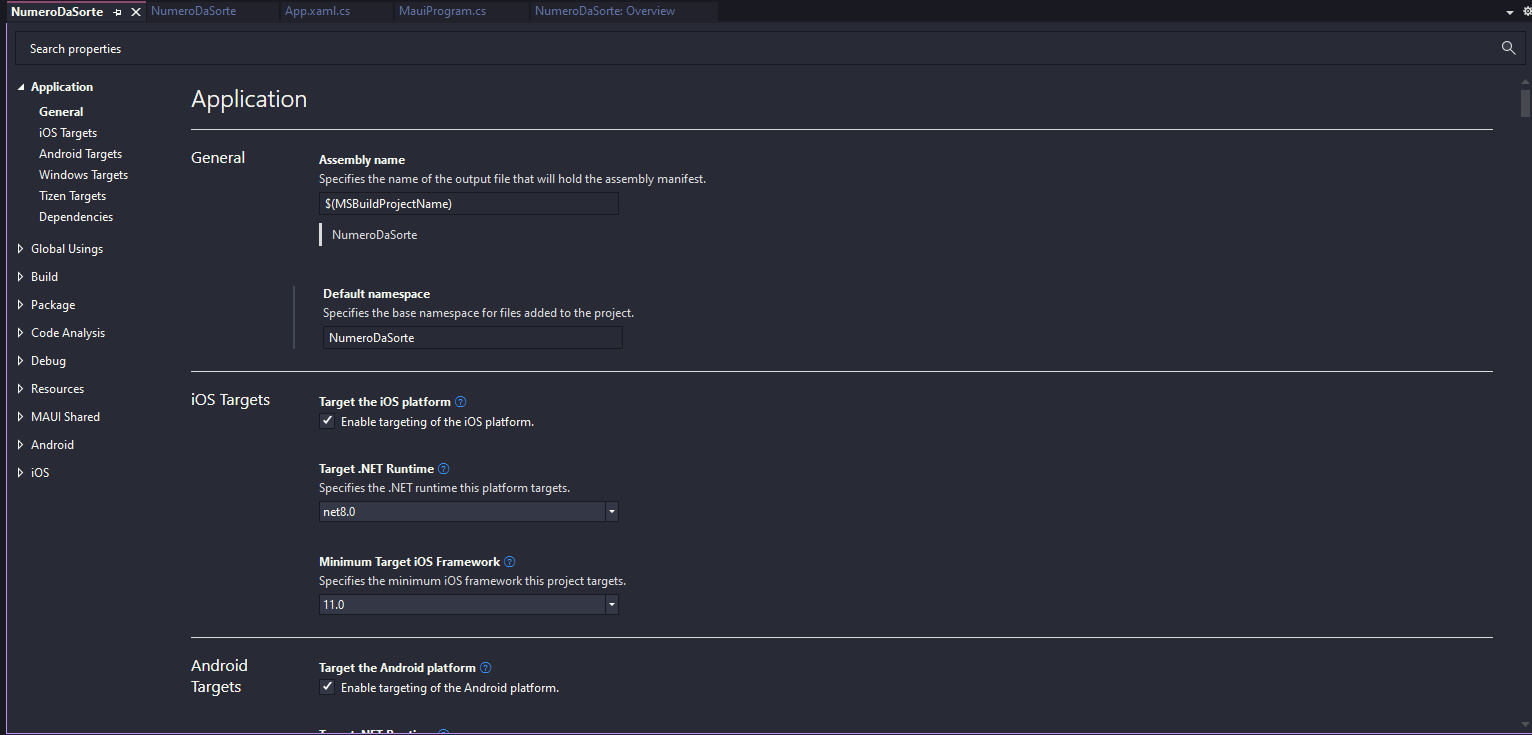 NumeroDaSorte
NumeroDaSorte
App.xaml.cs
MauiProgram.cs
NumeroDaSorte: Overview
Search properties
Application
General
iOS Targets
Android Targets
Windows Targets
Tizen Targets
Dependencies
Global Usings
Build
Package
Code Analysis
Debug
Resources
MAUI Shared
Android
iOS
Application
General
Assembly name
Specifies the name of the output file that will hold the assembly manifest.
$(MSBuildProjectName)
NumeroDaSorte
Default namespace
Specifies the base namespace for files added to the project.
NumeroDaSorte
iOS Targets
Target the iOS platform
Enable targeting of the iOS platform.
Target .NET Runtime
Specifies the .NET runtime this platform targets.
net8.0
Minimum Target iOS Framework
Specifies the minimum iOS framework this project targets.
11.0
Android
Targets
Target the Android platform
Enable targeting of the Android platform.
Target .NET Runtime